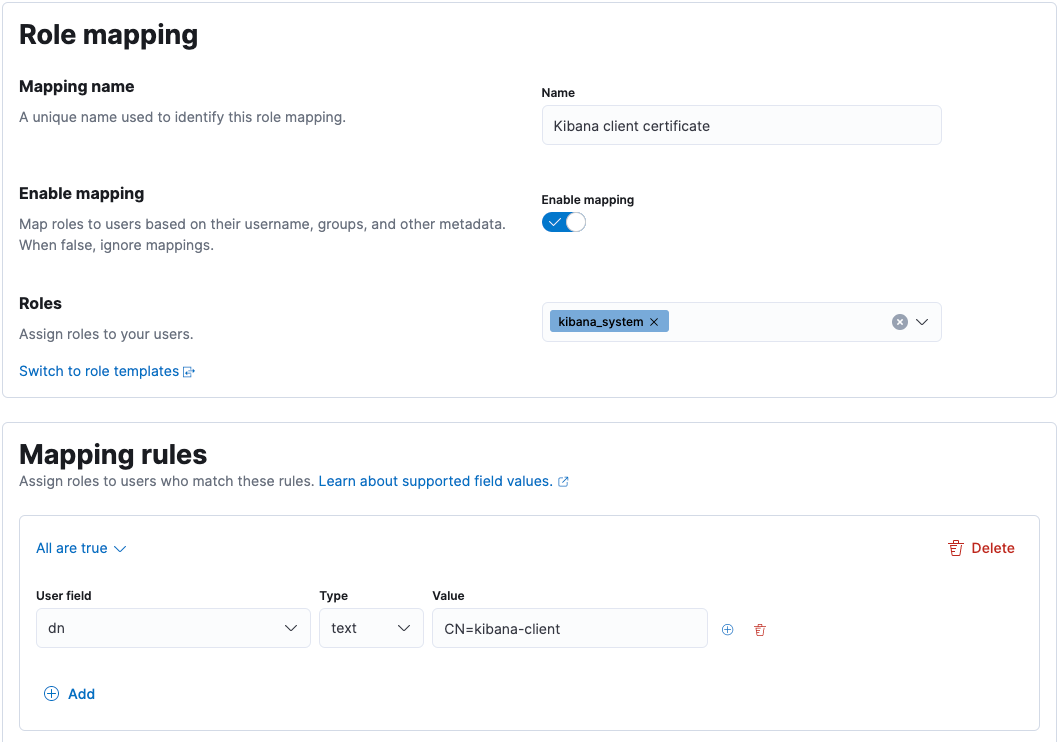 Role mapping
Mapping name
A unique name used to identify this role mapping.
Name
Kibana client certificate
Enable mapping
Map roles to users based on their username, groups, and other metadata.
When false, ignore mappings.
Enable mapping
Roles
Assign roles to your users.
Switch to role templates
kibana_system
Mapping rules
Assign roles to users who match these rules. Learn about supported field values.
All are true
Delete
User field
Type
Value
dn
text
CN=kibana-client
Add